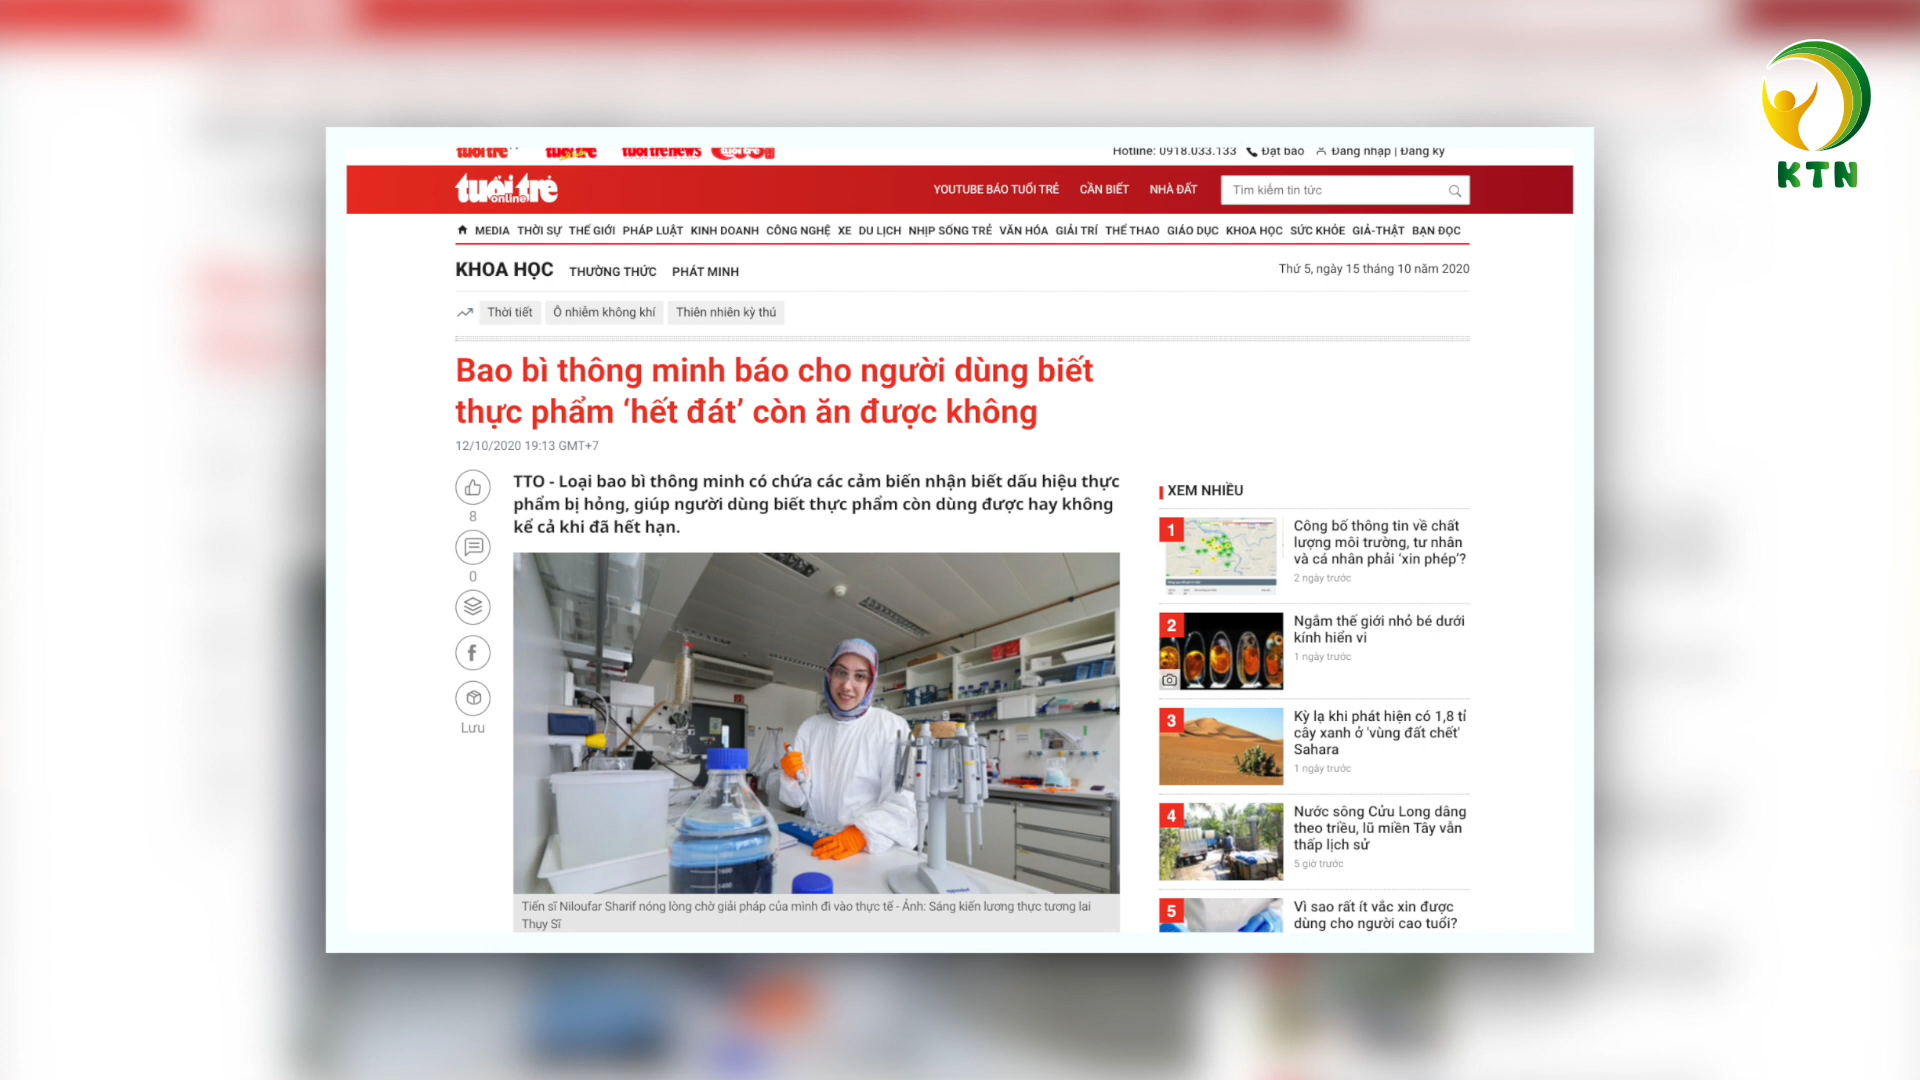 tuổi trẻ tuổi trẻ tuoi tre news tuổi trẻ
Hotline: 0918.033.133 Đặt báo Đăng nhập | Đăng ký
tuổi trẻ online
YOUTUBE BÁO TUỔI TRẺ CẦN BIẾT NHÀ ĐẤT Tìm kiếm tin tức
KTN
MEDIA THỜI SỰ THẾ GIỚI PHÁP LUẬT KINH DOANH CÔNG NGHỆ XE DU LỊCH NHỊP SỐNG TRẺ VĂN HÓA GIẢI TRÍ THỂ THAO GIÁO DỤC KHOA HỌC SỨC KHỎE GIẢ-THẬT BẠN ĐỌC
KHOA HỌC THƯỜNG THỨC PHÁT MINH
Thứ 5, ngày 15 tháng 10 năm 2020
Thời tiết Ô nhiễm không khí Thiên nhiên kỳ thú
Bao bì thông minh báo cho người dùng biết
thực phẩm ‘hết đát’ còn ăn được không
12/10/2020 19:13 GMT+7
8
0
Lưu
TTO - Loại bao bì thông minh có chứa các cảm biến nhận biết dấu hiệu thực
phẩm bị hỏng, giúp người dùng biết thực phẩm còn dùng được hay không
kể cả khi đã hết hạn.
Tiến sĩ Niloufar Sharif nóng lòng chờ giải pháp của mình đi vào thực tế - Ảnh: Sáng kiến lương thực tương lai
Thụy Sĩ
XEM NHIỀU
1
Công bố thông tin về chất
lượng môi trường, tư nhân
và cá nhân phải ‘xin phép’?
2 ngày trước
2
Ngắm thế giới nhỏ bé dưới
kính hiển vi
1 ngày trước
3
Kỳ lạ khi phát hiện có 1,8 tỉ
cây xanh ở 'vùng đất chết'
Sahara
1 ngày trước
4
Nước sông Cửu Long dâng
theo triều, lũ miền Tây vẫn
thấp lịch sử
5 giờ trước
5
Vì sao rất ít vắc xin được
dùng cho người cao tuổi?